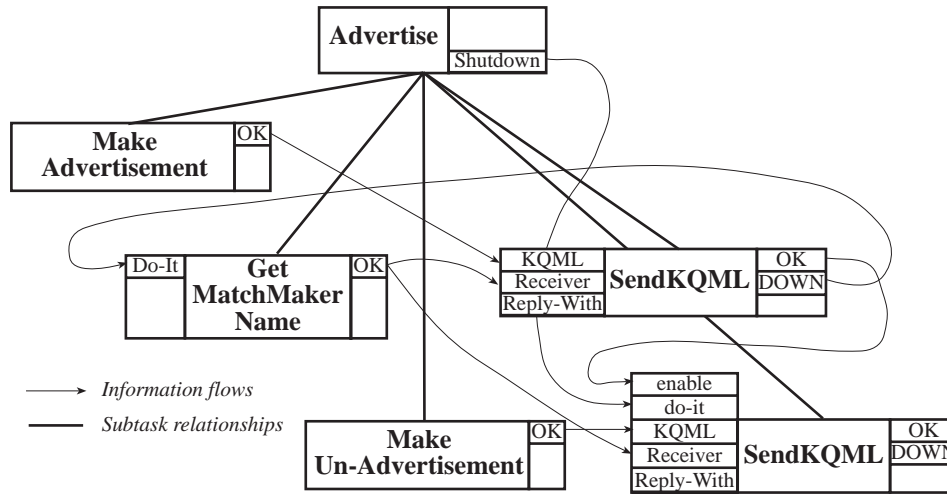 Advertise
Shutdown
Make
Advertisement
OK
Do-It
Get
MatchMaker
Name
OK
KQML
Receiver
Reply-With
SendKQML
OK
DOWN
Information flows
Subtask relationships
Make
Un-Advertisement
OK
enable
do-it
KQML
Receiver
Reply-With
SendKQML
OK
DOWN